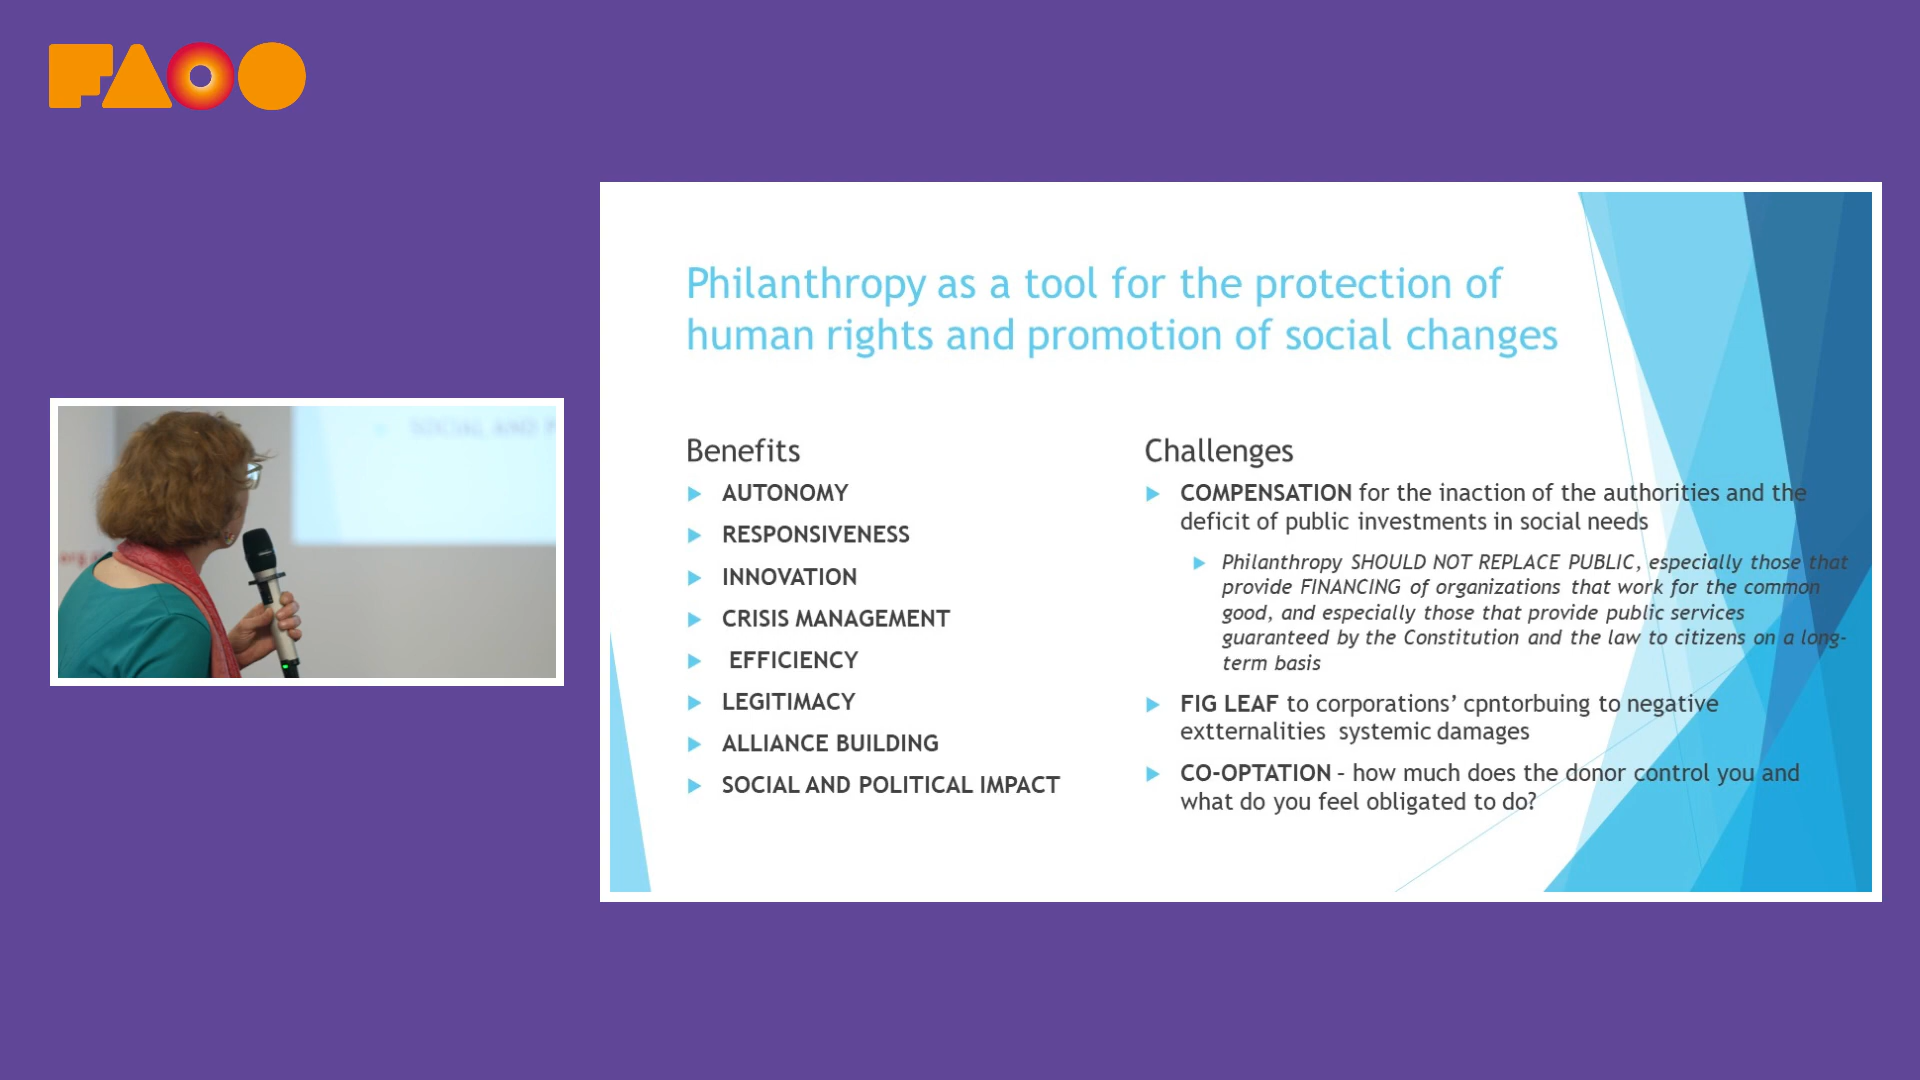 FAOO
Philanthropy as a tool for the protection of
human rights and promotion of social changes
Benefits
AUTONOMY
RESPONSIVENESS
INNOVATION
CRISIS MANAGEMENT
EFFICIENCY
LEGITIMACY
ALLIANCE BUILDING
SOCIAL AND POLITICAL IMPACT
Challenges
COMPENSATION for the inaction of the authorities and the
deficit of public investments in social needs
Philanthropy SHOULD NOT REPLACE PUBLIC, especially those that
provide FINANCING of organizations that work for the common
good, and especially those that provide public services
guaranteed by the Constitution and the law to citizens on a long-
term basis
FIG LEAF to corporations’ cpntorbuing to negative
extternalities systemic damages
CO-OPTATION – how much does the donor control you and
what do you feel obligated to do?
SOCIAL AND